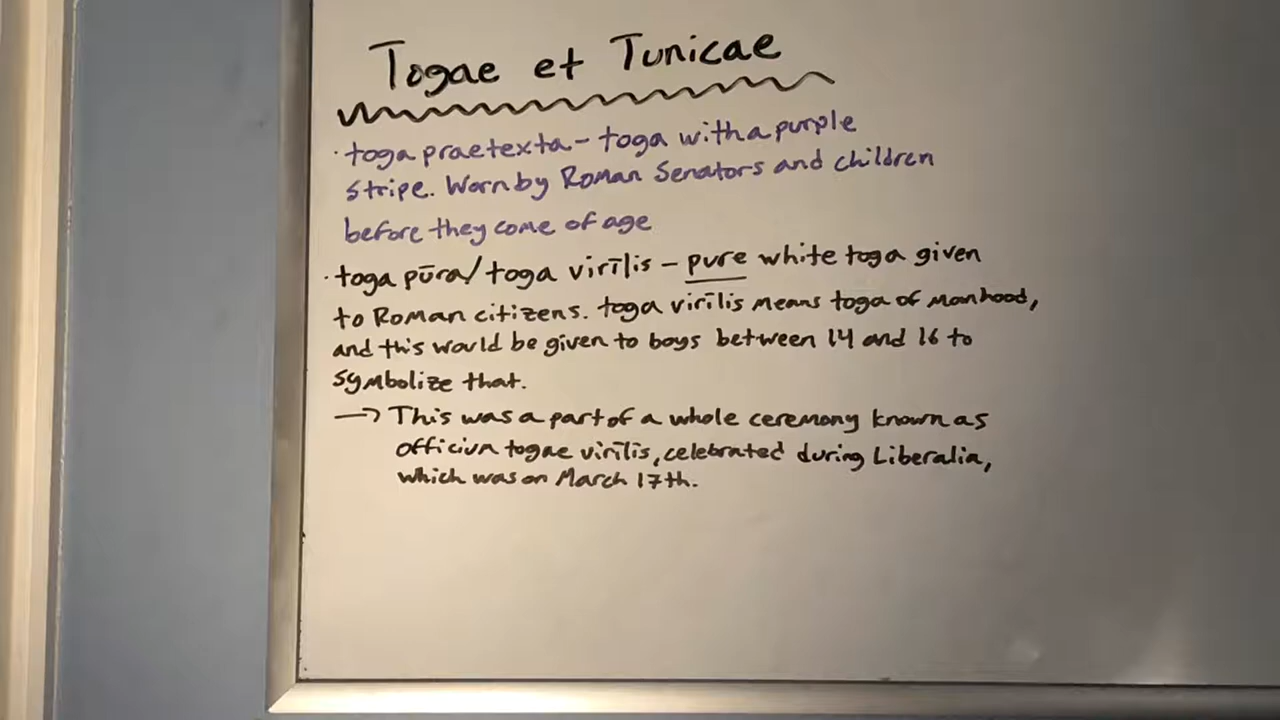 Togae et Tunicae
· toga praetexta - toga with a purple
stripe. Worn by Roman Senators and children
before they come of age
· toga pūra/toga virīlis - pure white toga given
to Roman citizens. toga virīlis means toga of manhood,
and this would be given to boys between 14 and 16 to
symbolize that.
→ This was a part of a whole ceremony known as
officium togae virīlis, celebrated during Liberalia,
which was on March 17th.